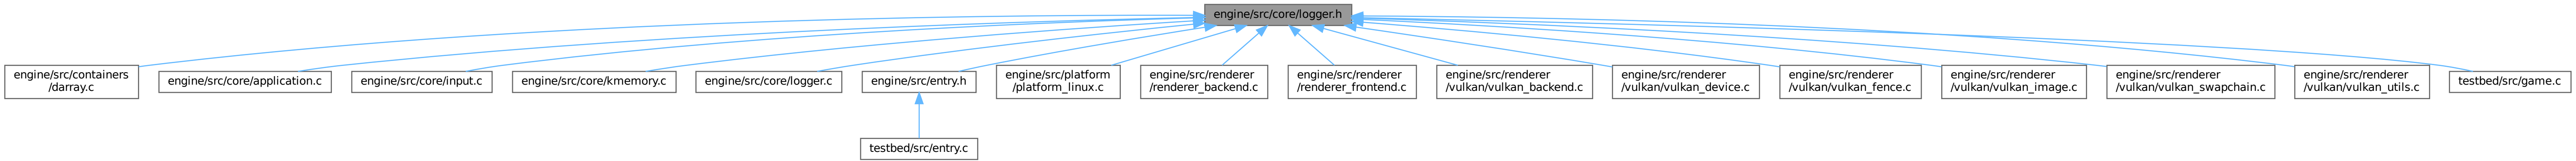 engine/src/core/logger.h
engine/src/containers
/darray.c
engine/src/core/application.c
engine/src/core/input.c
engine/src/core/kmemory.c
engine/src/core/logger.c
engine/src/entry.h
engine/src/platform
/platform_linux.c
engine/src/renderer
/renderer_backend.c
engine/src/renderer
/renderer_frontend.c
engine/src/renderer
/vulkan/vulkan_backend.c
engine/src/renderer
/vulkan/vulkan_device.c
engine/src/renderer
/vulkan/vulkan_fence.c
engine/src/renderer
/vulkan/vulkan_image.c
engine/src/renderer
/vulkan/vulkan_swapchain.c
engine/src/renderer
/vulkan/vulkan_utils.c
testbed/src/game.c
testbed/src/entry.c